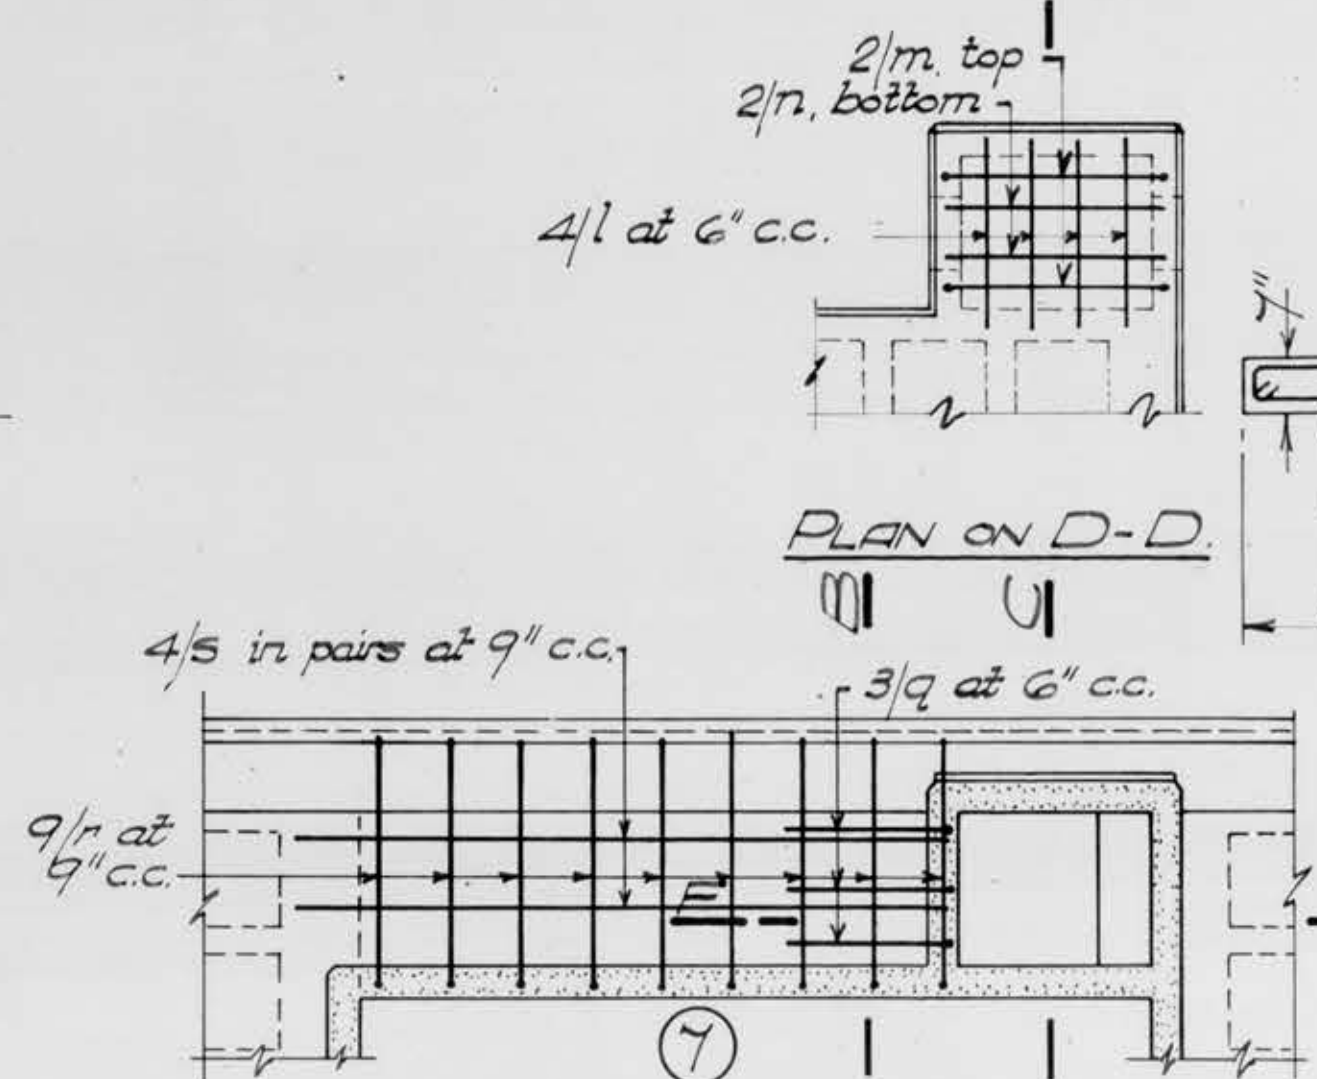 2/m. top
2/n. bottom
4/l at 6" c.c.
7"
PLAN ON D-D.
B C
4/s in pairs at 9" c.c.
3/q at 6" c.c.
9/r at
9" c.c.
F
7